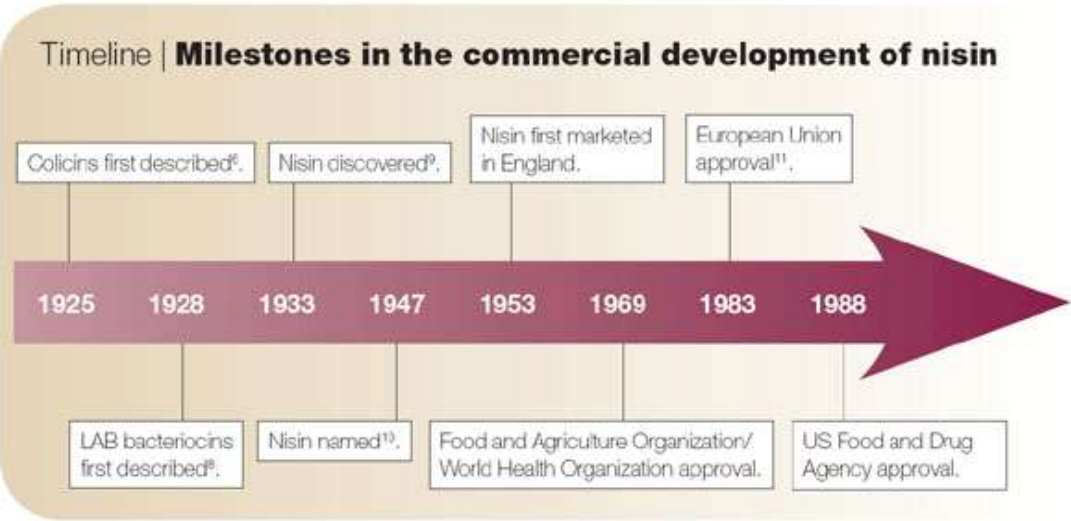 Timeline | Milestones in the commercial development of nisin
Colicins first described⁶.
Nisin discovered⁹.
Nisin first marketed
in England.
European Union
approval¹¹.
1925 1928 1933 1947 1953 1969 1983 1988
LAB bacteriocins
first described⁸.
Nisin named¹⁰.
Food and Agriculture Organization/
World Health Organization approval.
US Food and Drug
Agency approval.